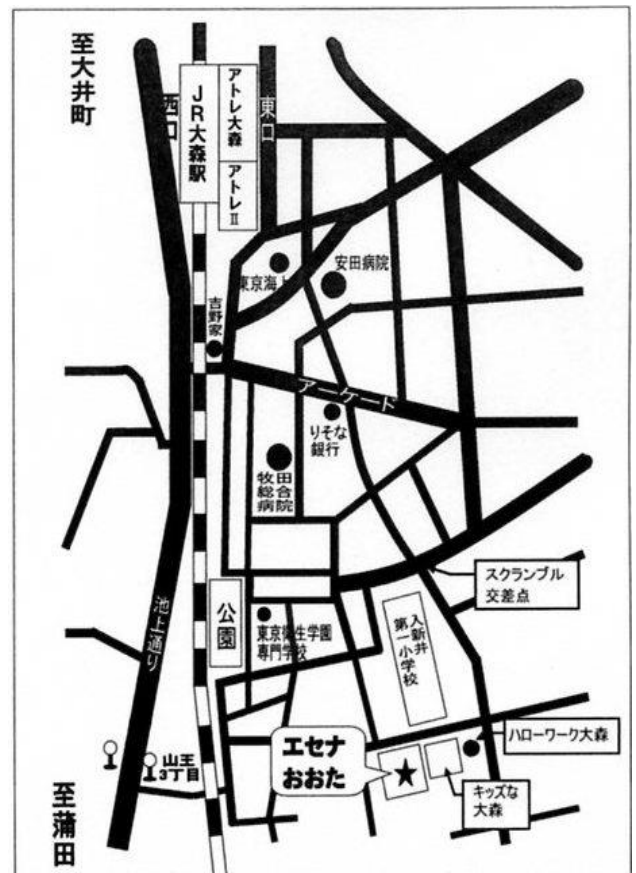 至大井町
西口
JR大森駅
アトレ大森
アトレⅡ
東口
東京海上
安田病院
吉野家
アーケード
りそな
銀行
牧田
総合
病院
スクランブル
交差点
池上通り
公園
東京衛生学園
専門学校
入新井
第一小学校
ハローワーク大森
エセナ
おおた
キッズな
大森
山王
3丁目
至蒲田